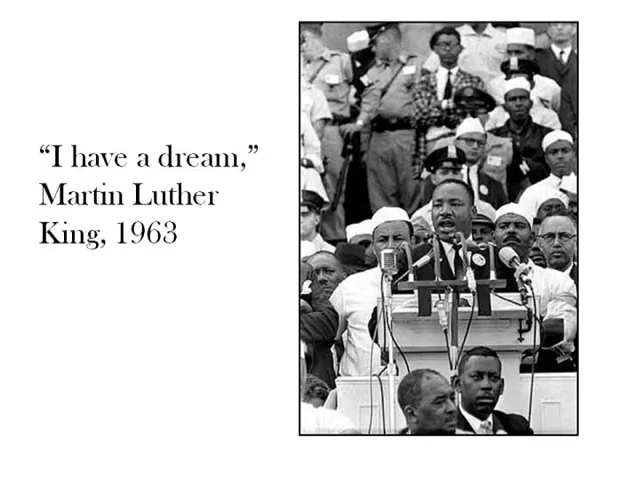 “I have a dream,”
Martin Luther
King, 1963